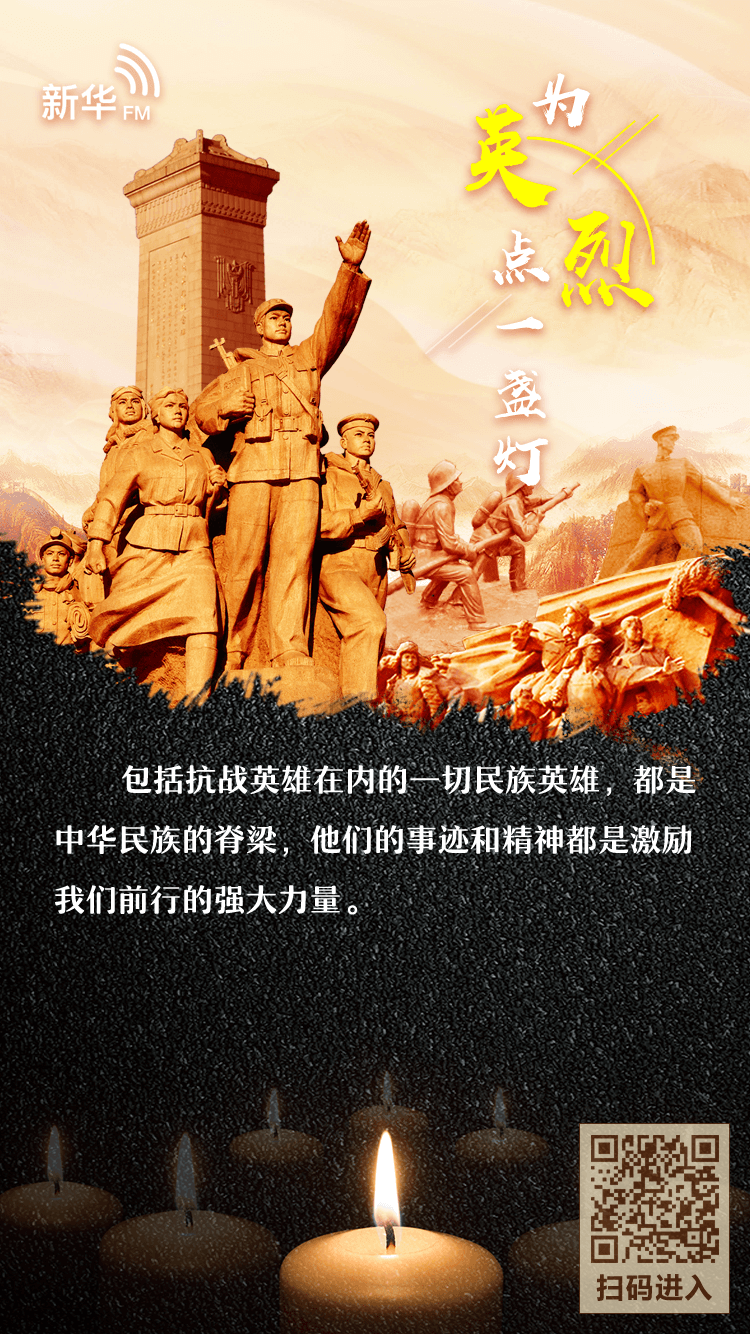 新华FM
为英烈点一盏灯
包括抗战英雄在内的一切民族英雄，都是
中华民族的脊梁，他们的事迹和精神都是激励
我们前行的强大力量。
扫码进入